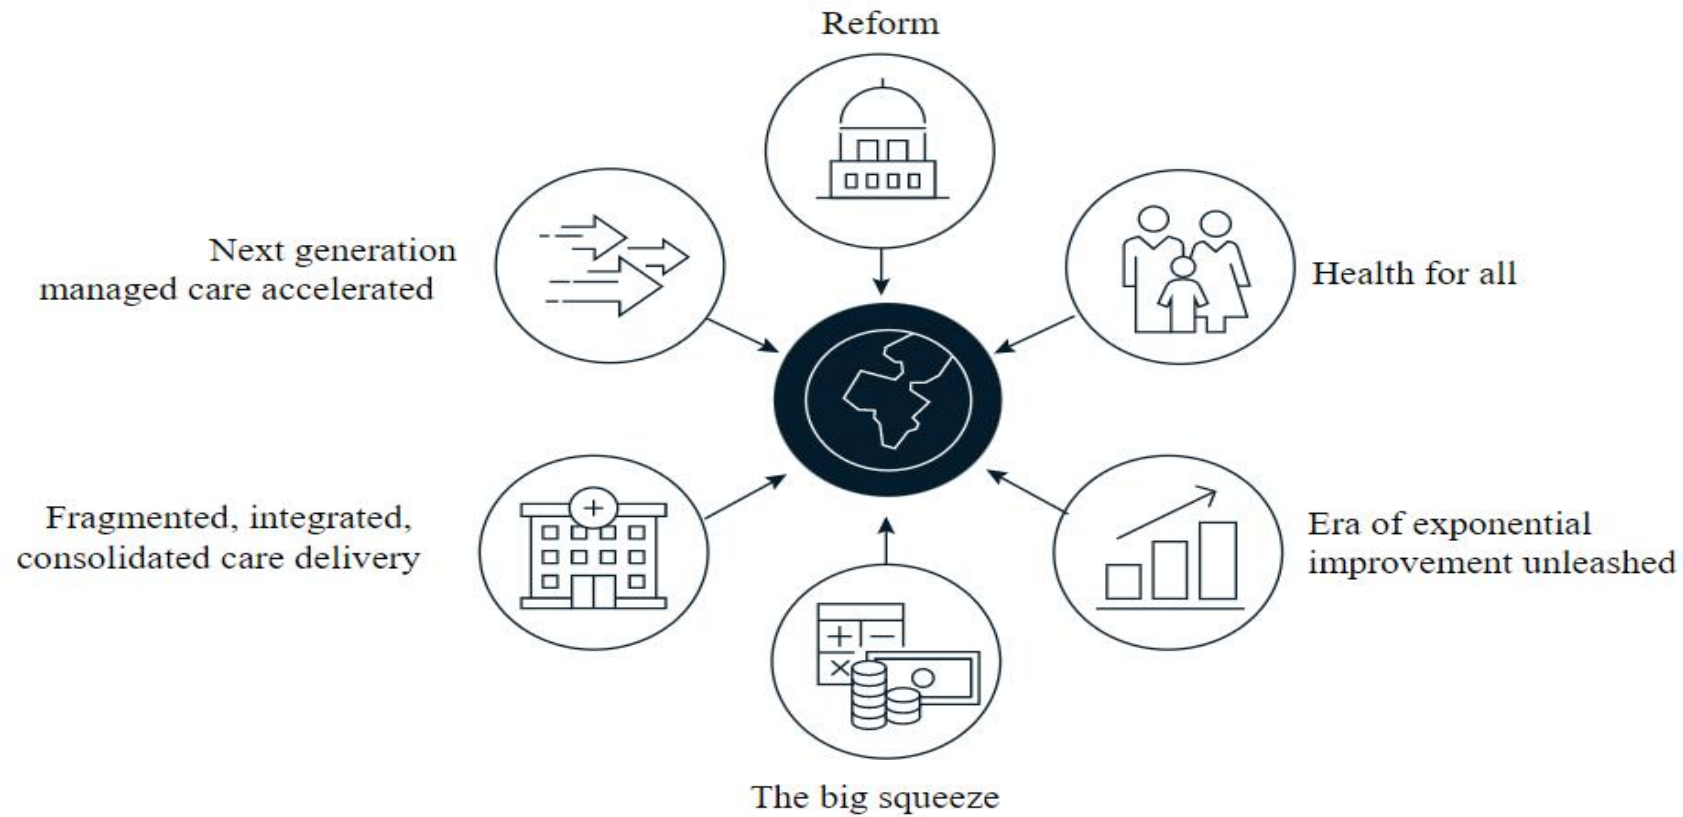 Reform
Next generation
managed care accelerated
Health for all
Fragmented, integrated,
consolidated care delivery
Era of exponential
improvement unleashed
The big squeeze